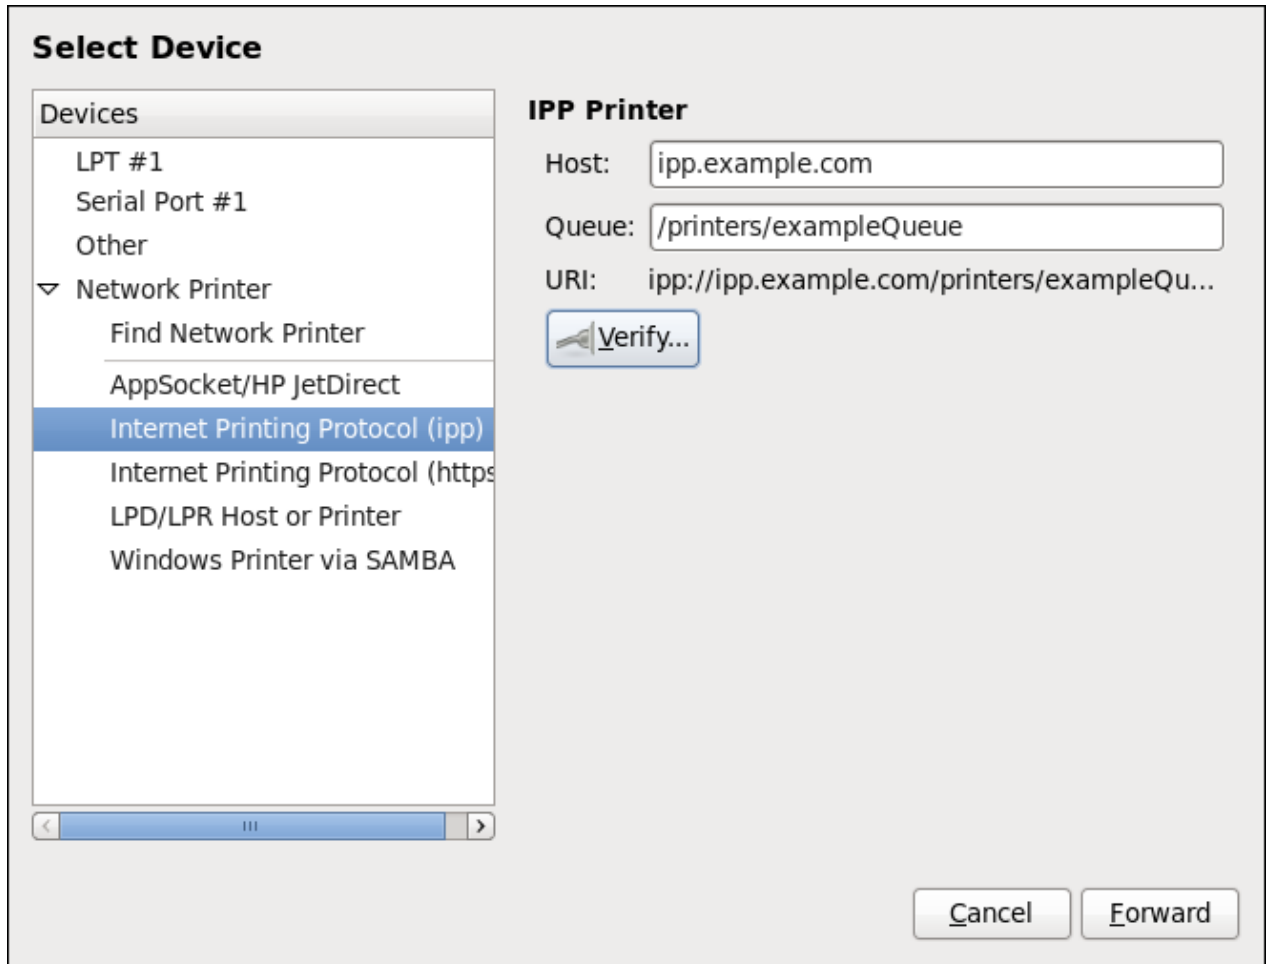 Select Device
Devices
LPT #1
Serial Port #1
Other
Network Printer
Find Network Printer
AppSocket/HP JetDirect
Internet Printing Protocol (ipp)
Internet Printing Protocol (https
LPD/LPR Host or Printer
Windows Printer via SAMBA
IPP Printer
Host: ipp.example.com
Queue: /printers/exampleQueue
URI: ipp://ipp.example.com/printers/exampleQu...
Verify...
Cancel Forward